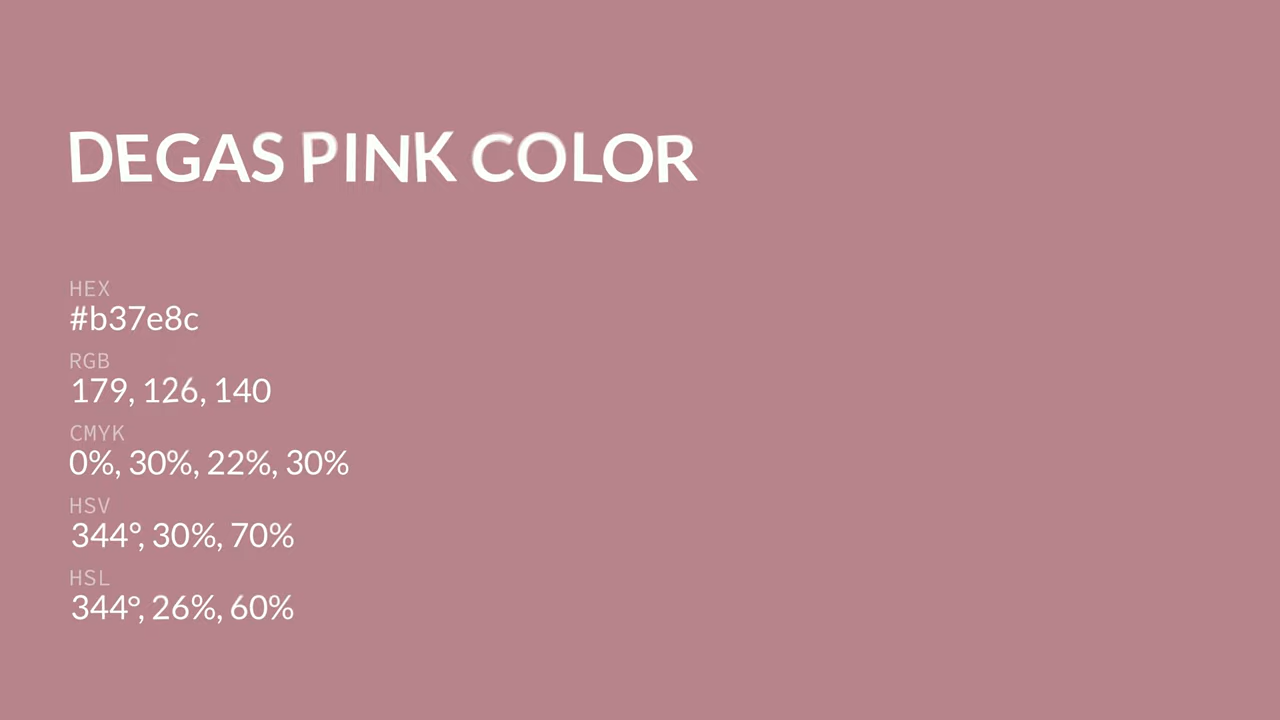 DEGAS PINK COLOR
HEX
#b37e8c
RGB
179, 126, 140
CMYK
0%, 30%, 22%, 30%
HSV
344°, 30%, 70%
HSL
344°, 26%, 60%